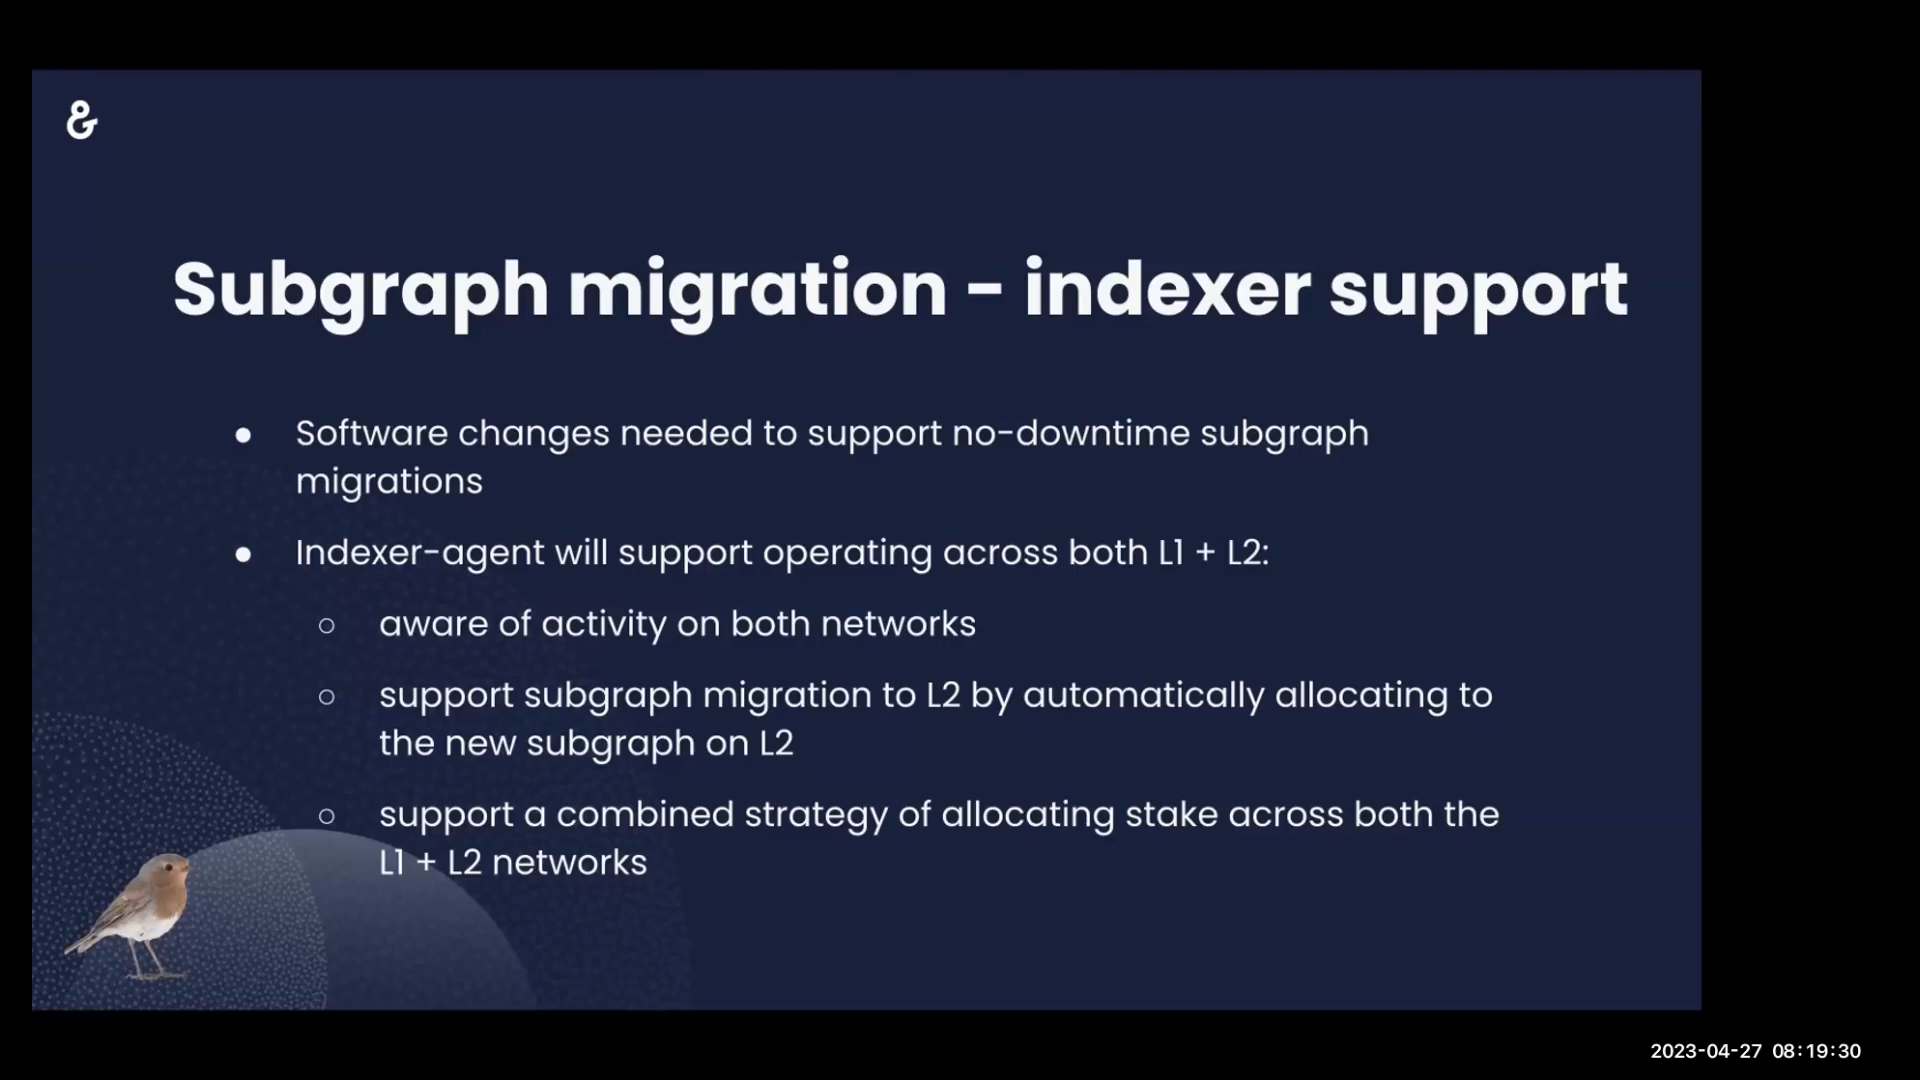 &
Subgraph migration - indexer support
● Software changes needed to support no-downtime subgraph
migrations
● Indexer-agent will support operating across both L1 + L2:
○ aware of activity on both networks
○ support subgraph migration to L2 by automatically allocating to
the new subgraph on L2
○ support a combined strategy of allocating stake across both the
L1 + L2 networks
2023-04-27 08:19:30